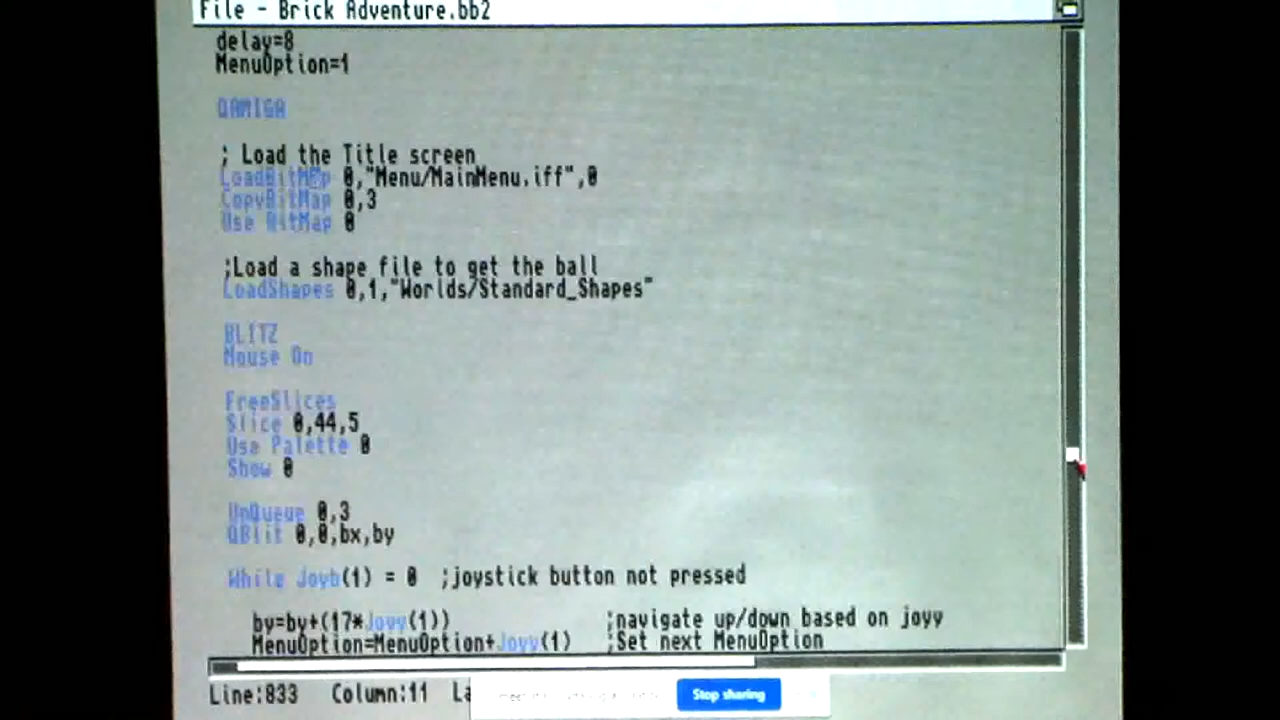 File - Brick Adventure.bb2
delay=8
MenuOption=1
QAMIGA
; Load the Title screen
LoadBitMap 0,"Menu/MainMenu.iff",0
CopyBitMap 0,3
Use BitMap 0
;Load a shape file to get the ball
LoadShapes 0,1,"Worlds/Standard_Shapes"
BLITZ
Mouse On
FreeSlices
Slice 0,44,5
Use Palette 0
Show 0
UnQueue 0,3
QBlit 0,0,bx,by
While Joyb(1) = 0 ;joystick button not pressed
by=by+(17*Joyy(1)) ;navigate up/down based on joyy
MenuOption=MenuOption+Joyy(1) ;Set next MenuOption
Line:833 Column:11 La
Stop sharing